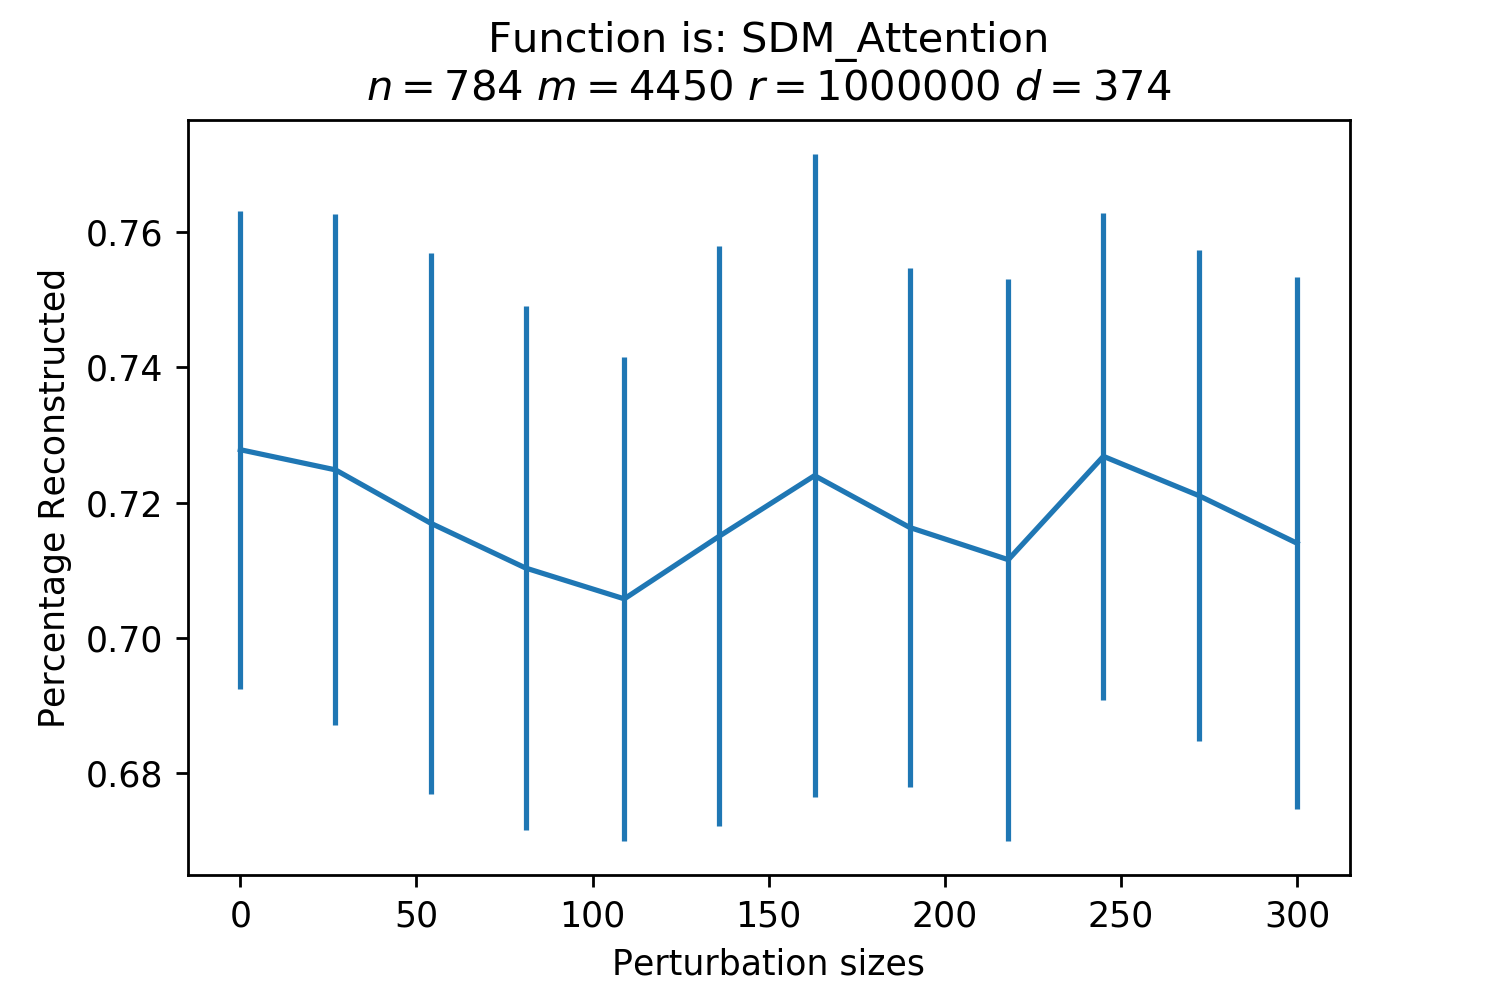 Function is: SDM_Attention
n = 784 m = 4450 r = 1000000 d = 374
Percentage Reconstructed
0.76
0.74
0.72
0.70
0.68
0 50 100 150 200 250 300
Perturbation sizes